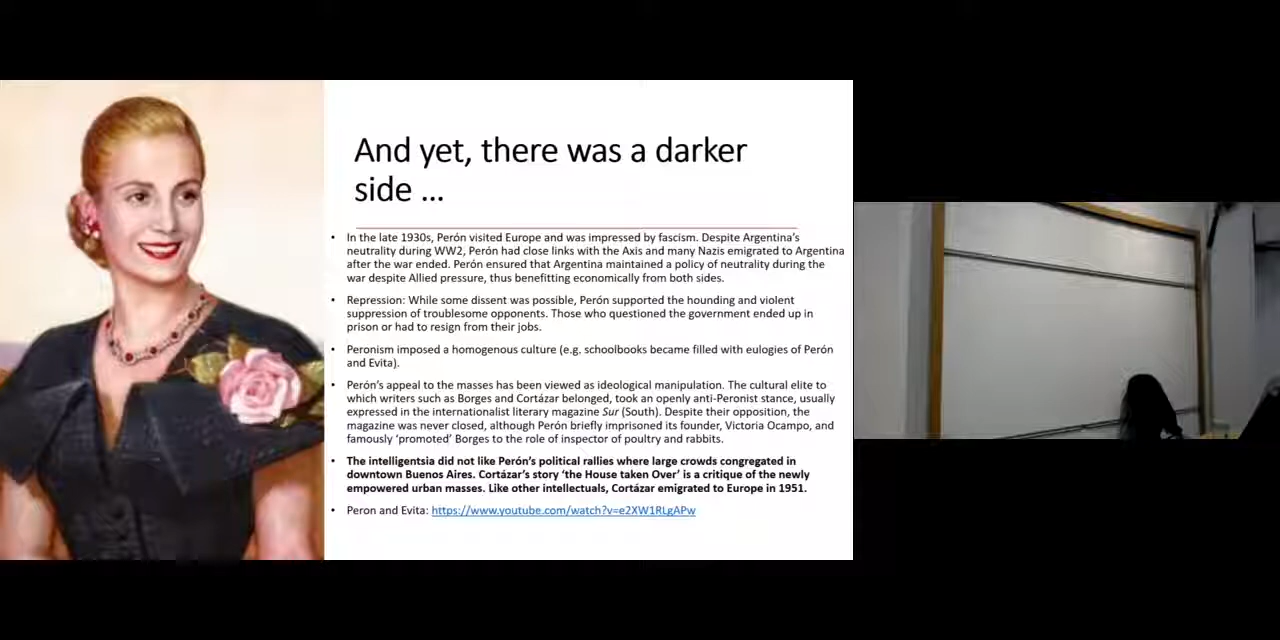 And yet, there was a darker
side ...
• In the late 1930s, Perón visited Europe and was impressed by fascism. Despite Argentina's
neutrality during WW2, Perón had close links with the Axis and many Nazis emigrated to Argentina
after the war ended. Perón ensured that Argentina maintained a policy of neutrality during the
war despite Allied pressure, thus benefitting economically from both sides.
• Repression: While some dissent was possible, Perón supported the hounding and violent
suppression of troublesome opponents. Those who questioned the government ended up in
prison or had to resign from their jobs.
• Peronism imposed a homogenous culture (e.g. schoolbooks became filled with eulogies of Perón
and Evita).
• Perón's appeal to the masses has been viewed as ideological manipulation. The cultural elite to
which writers such as Borges and Cortázar belonged, took an openly anti-Peronist stance, usually
expressed in the internationalist literary magazine Sur (South). Despite their opposition, the
magazine was never closed, although Perón briefly imprisoned its founder, Victoria Ocampo, and
famously 'promoted' Borges to the role of inspector of poultry and rabbits.
• The intelligentsia did not like Perón's political rallies where large crowds congregated in
downtown Buenos Aires. Cortázar's story 'the House taken Over' is a critique of the newly
empowered urban masses. Like other intellectuals, Cortázar emigrated to Europe in 1951.
• Peron and Evita: https://www.youtube.com/watch?v=e2XW1RLgAPw